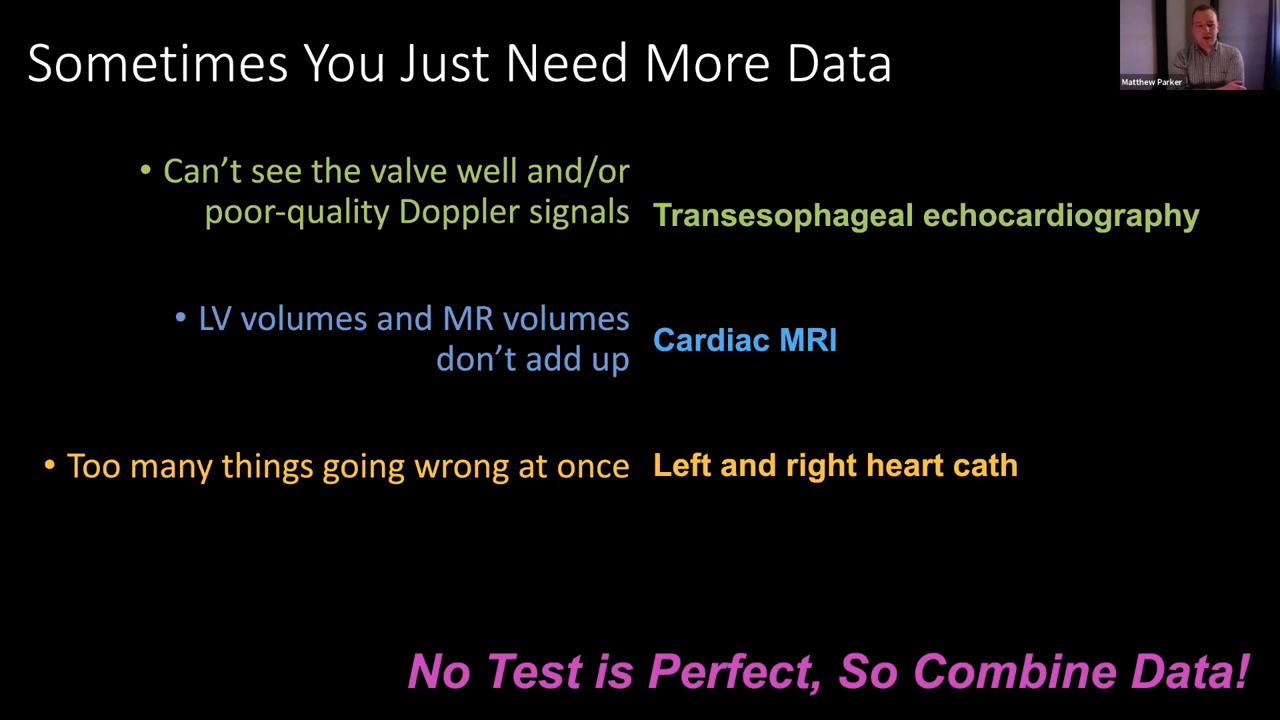 Sometimes You Just Need More Data
Matthew Parker
• Can’t see the valve well and/or
poor-quality Doppler signals
Transesophageal echocardiography
• LV volumes and MR volumes
don’t add up
Cardiac MRI
• Too many things going wrong at once
Left and right heart cath
No Test is Perfect, So Combine Data!